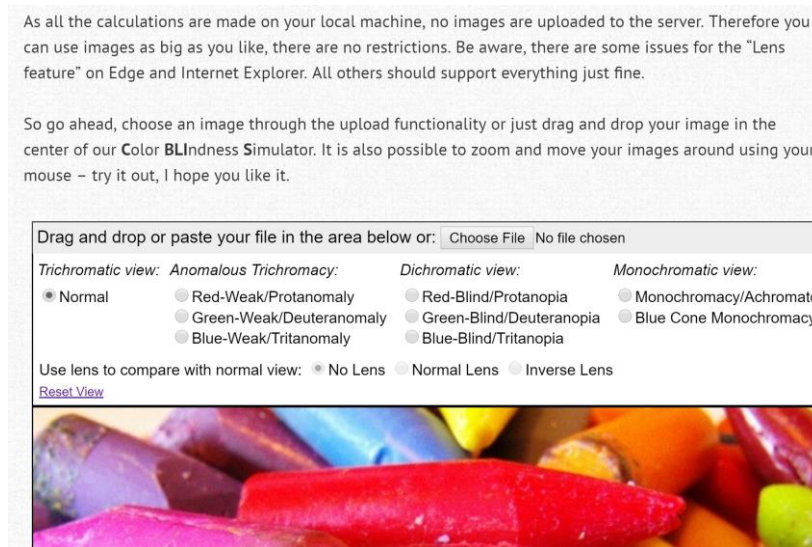 As all the calculations are made on your local machine, no images are uploaded to the server. Therefore you
can use images as big as you like, there are no restrictions. Be aware, there are some issues for the “Lens
feature” on Edge and Internet Explorer. All others should support everything just fine.
So go ahead, choose an image through the upload functionality or just drag and drop your image in the
center of our Color BLIndness Simulator. It is also possible to zoom and move your images around using your
mouse – try it out, I hope you like it.
Drag and drop or paste your file in the area below or: Choose File No file chosen
Trichromatic view: Anomalous Trichromacy: Dichromatic view: Monochromatic view:
Normal Red-Weak/Protanomaly Red-Blind/Protanopia Monochromacy/Achromat
Green-Weak/Deuteranomaly Green-Blind/Deuteranopia Blue Cone Monochromacy
Blue-Weak/Tritanomaly Blue-Blind/Tritanopia
Use lens to compare with normal view: No Lens Normal Lens Inverse Lens
Reset View